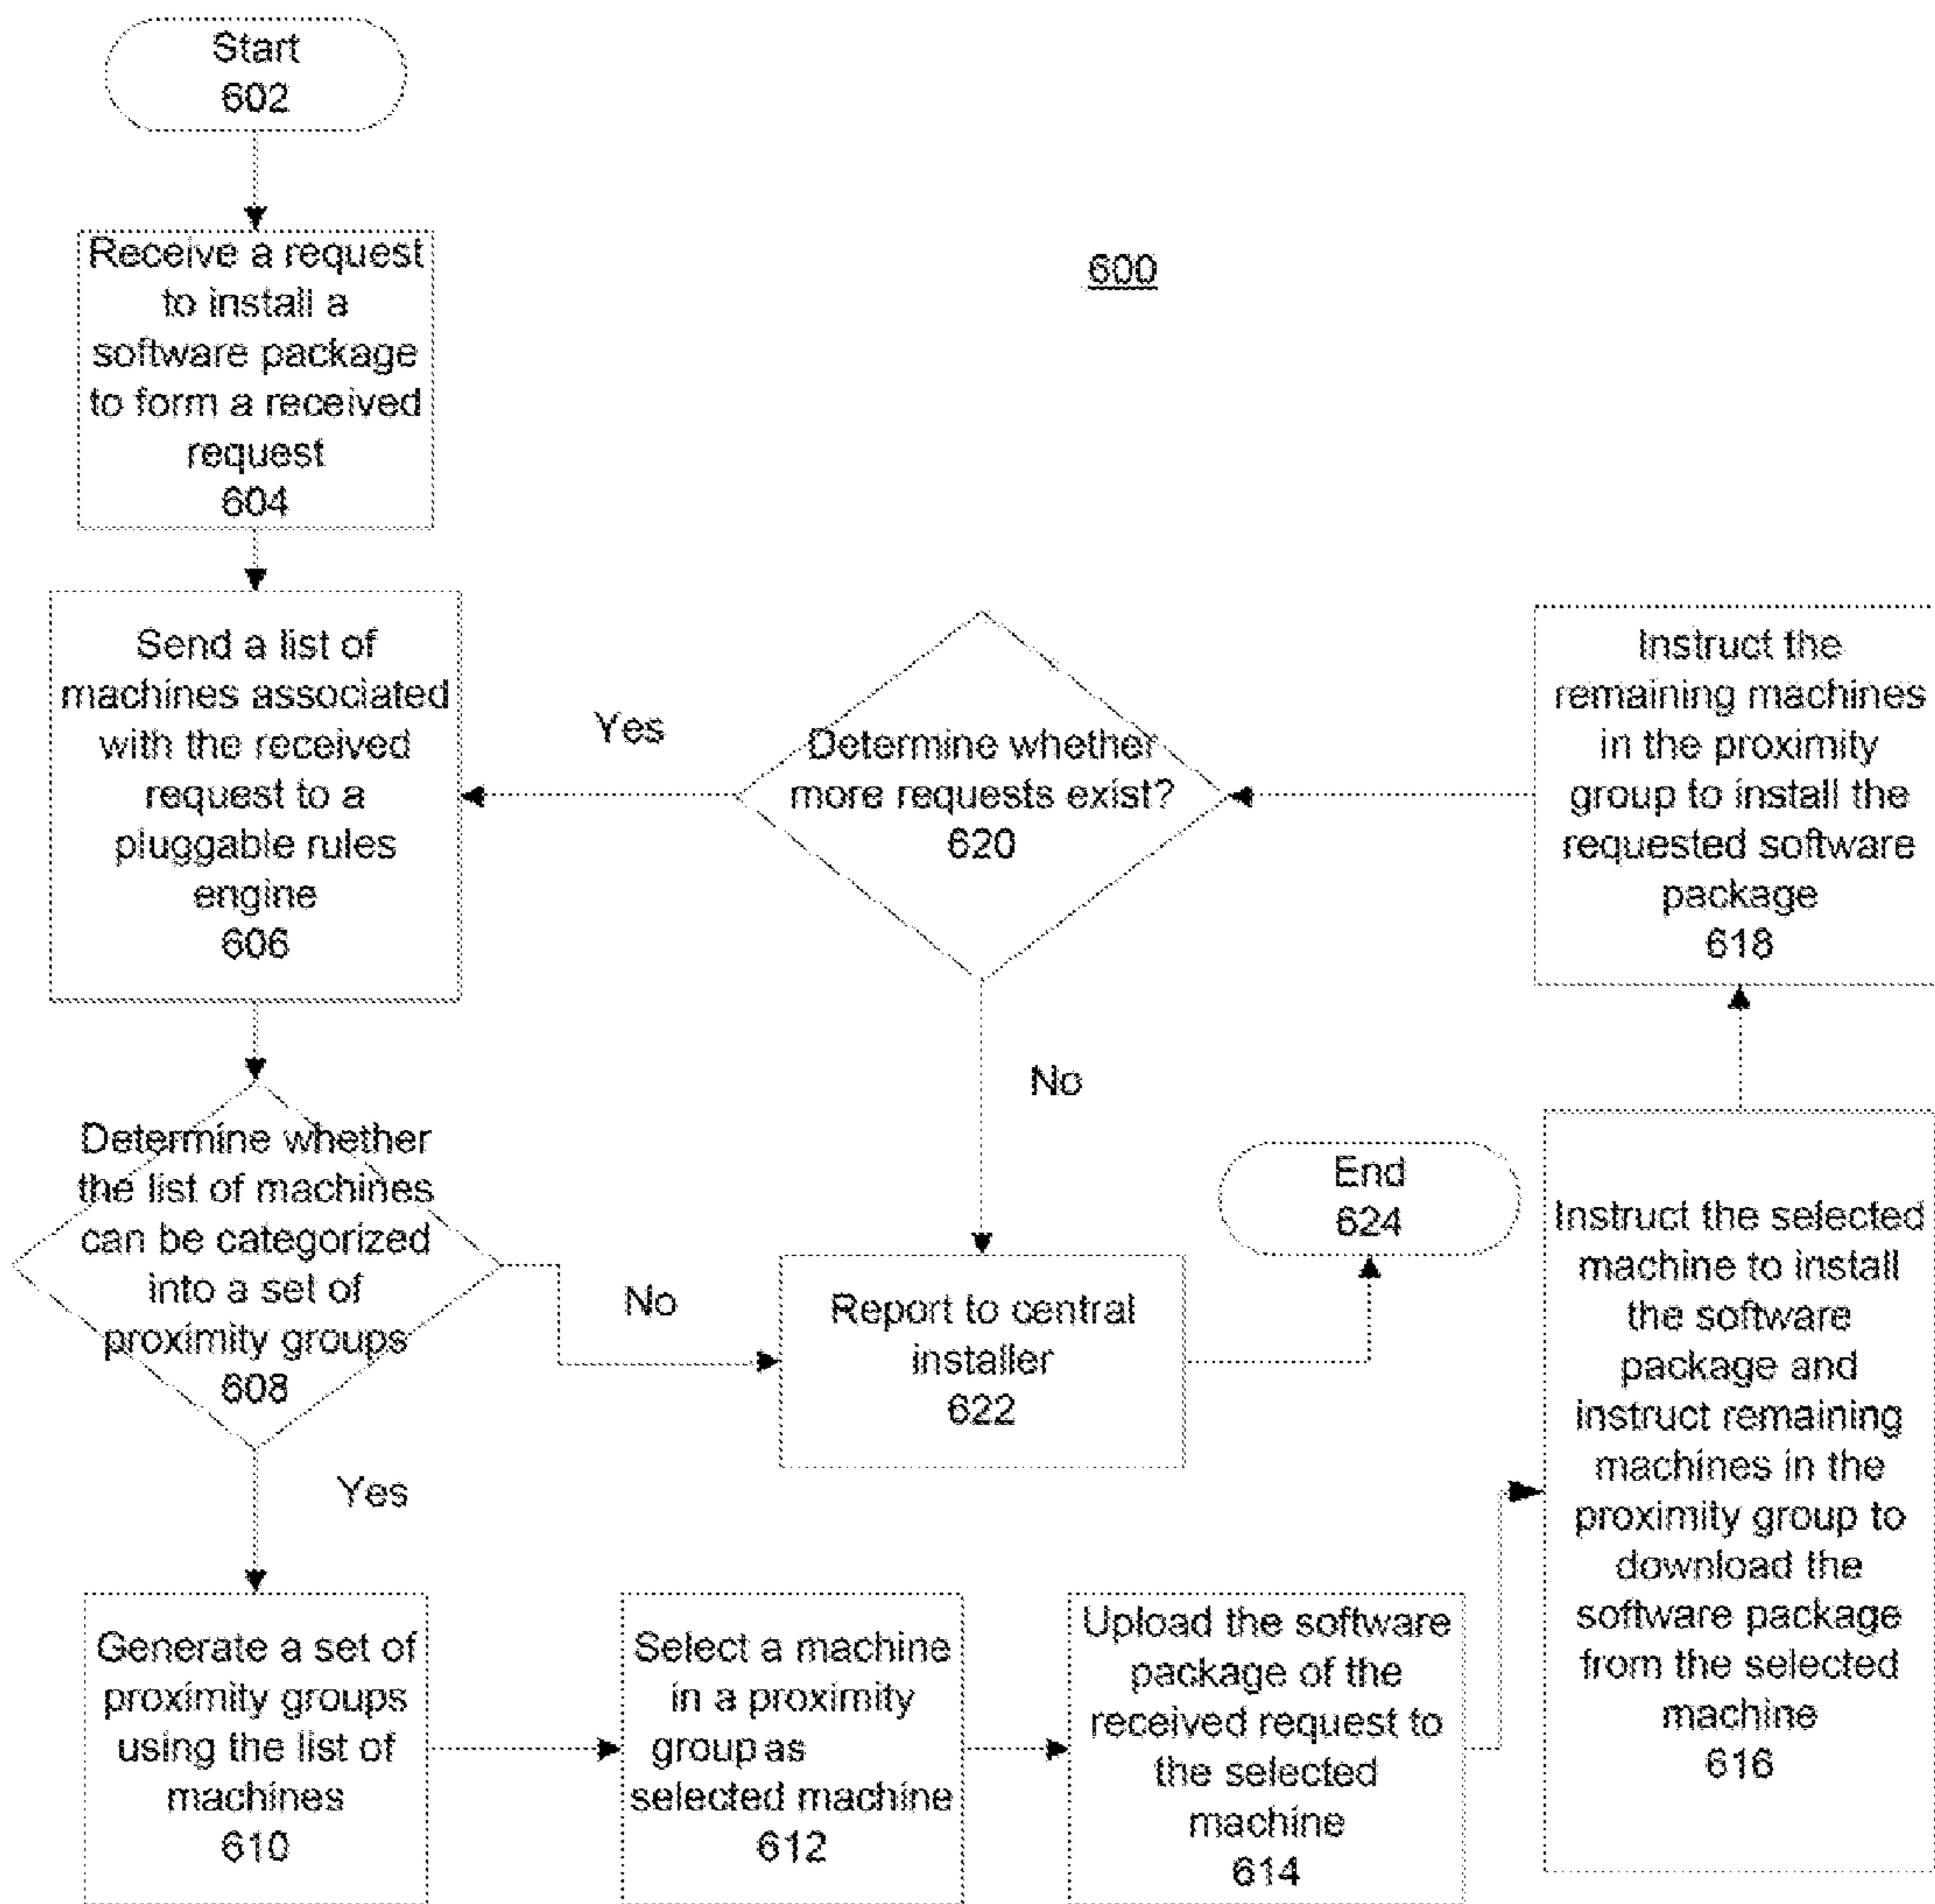 Start
602
Receive a request
to install a
software package
to form a received
request
604
600
Send a list of
machines associated
with the received
request to a
pluggable rules
engine
606
Yes
Determine whether
more requests exist?
620
Instruct the
remaining machines
in the proximity
group to install the
requested software
package
618
No
Determine whether
the list of machines
can be categorized
into a set of
proximity groups
608
No
Report to central
installer
622
End
624
Instruct the selected
machine to install
the software
package and
instruct remaining
machines in the
proximity group to
download the
software package
from the selected
machine
616
Yes
Generate a set of
proximity groups
using the list of
machines
610
Select a machine
in a proximity
group as
selected machine
612
Upload the software
package of the
received request to
the selected
machine
614